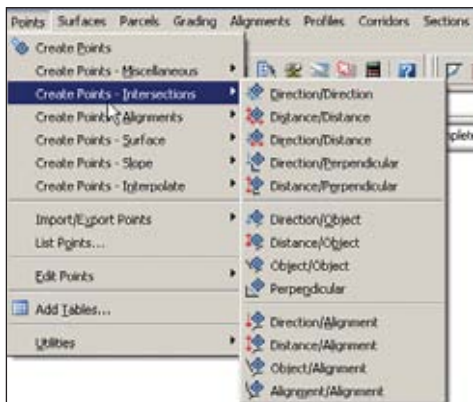 Points Surfaces Parcels Grading Alignments Profiles Corridors Sections
Create Points
Create Points - Miscellaneous
Create Points - Intersections
Create Points - Alignments
Create Points - Surface
Create Points - Slope
Create Points - Interpolate
Import/Export Points
List Points...
Edit Points
Add Tables...
Utilities
Direction/Direction
Distance/Distance
Direction/Distance
Direction/Perpendicular
Distance/Perpendicular
Direction/Object
Distance/Object
Object/Object
Perpendicular
Direction/Alignment
Distance/Alignment
Object/Alignment
Alignment/Alignment